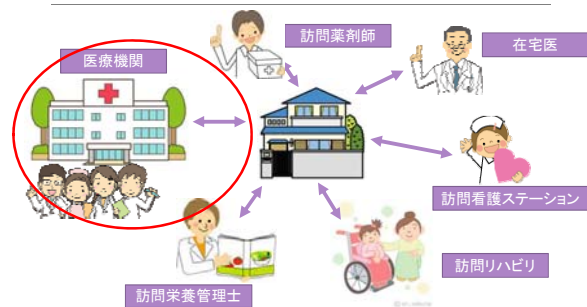 訪問薬剤師
在宅医
医療機関
訪問看護ステーション
訪問リハビリ
訪問栄養管理士